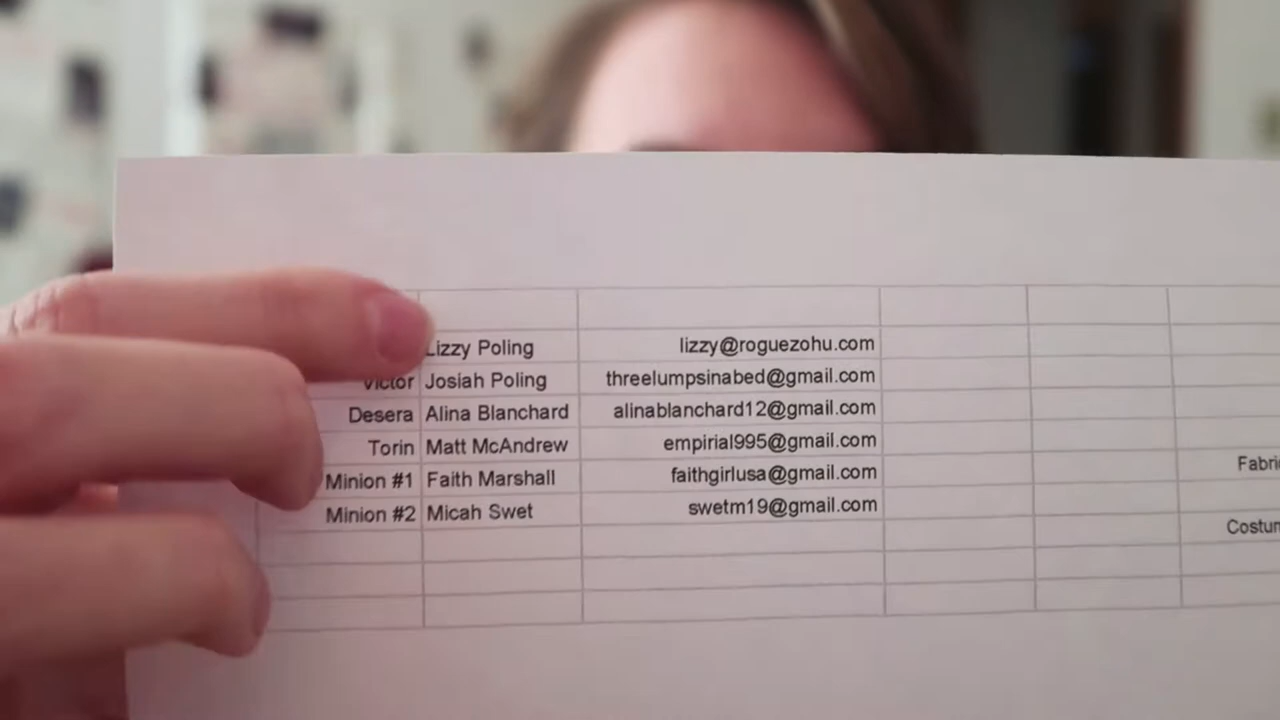 Lizzy Poling lizzy@roguezohu.com
Victor Josiah Poling threelumpsinabed@gmail.com
Desera Alina Blanchard alinablanchard12@gmail.com
Torin Matt McAndrew empirial995@gmail.com
Minion #1 Faith Marshall faithgirlusa@gmail.com
Minion #2 Micah Swet swetm19@gmail.com